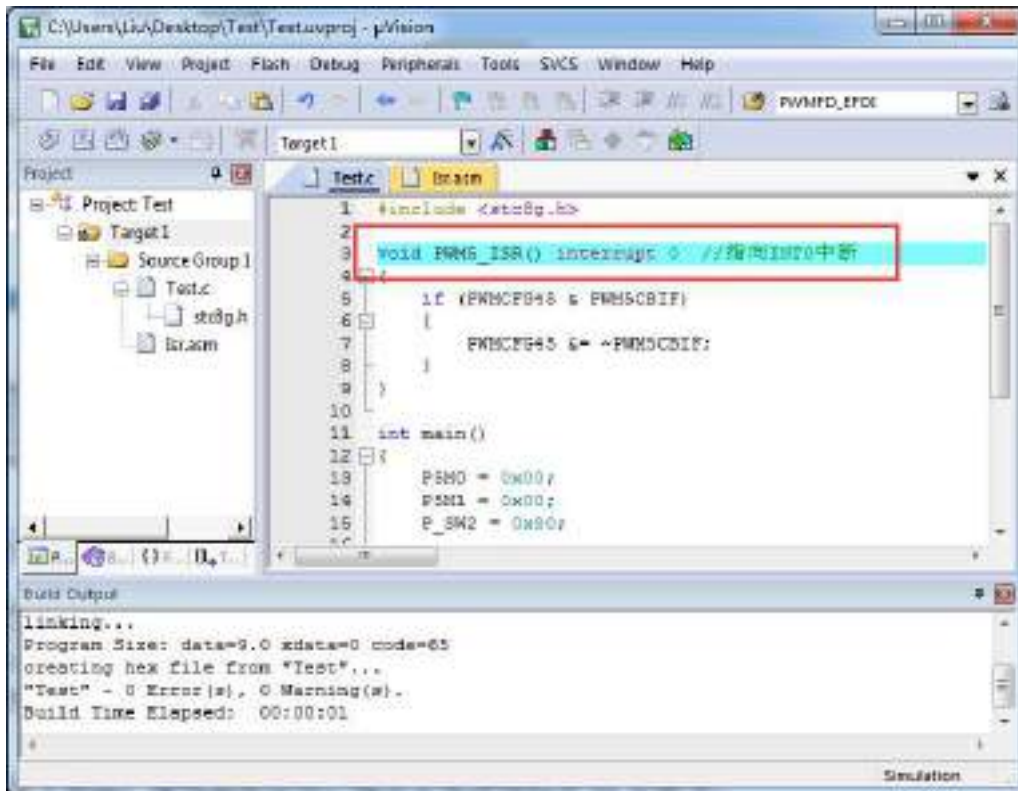 C:\Users\Liu\Desktop\Test\Test.uvproj - µVision
File Edit View Project Flash Debug Peripherals Tools SVCS Window Help
Target 1
Project
Test.c
Isr.asm
Project: Test
Target 1
Source Group 1
Test.c
stc8g.h
Isr.asm
1 #include <stc8g.h>
2
3 void PWM5_ISR() interrupt 0 //指向INT0中断
4 {
5 if (PWMCFG45 & PWM5CBIF)
6 {
7 PWMCFG45 &= ~PWM5CBIF;
8 }
9 }
10
11 int main()
12 {
13 P5M0 = 0x00;
14 P5M1 = 0x00;
15 P_SW2 = 0x80;
Build Output
linking...
Program Size: data=9.0 xdata=0 code=65
creating hex file from "Test"...
"Test" - 0 Error(s), 0 Warning(s).
Build Time Elapsed: 00:00:01
Simulation